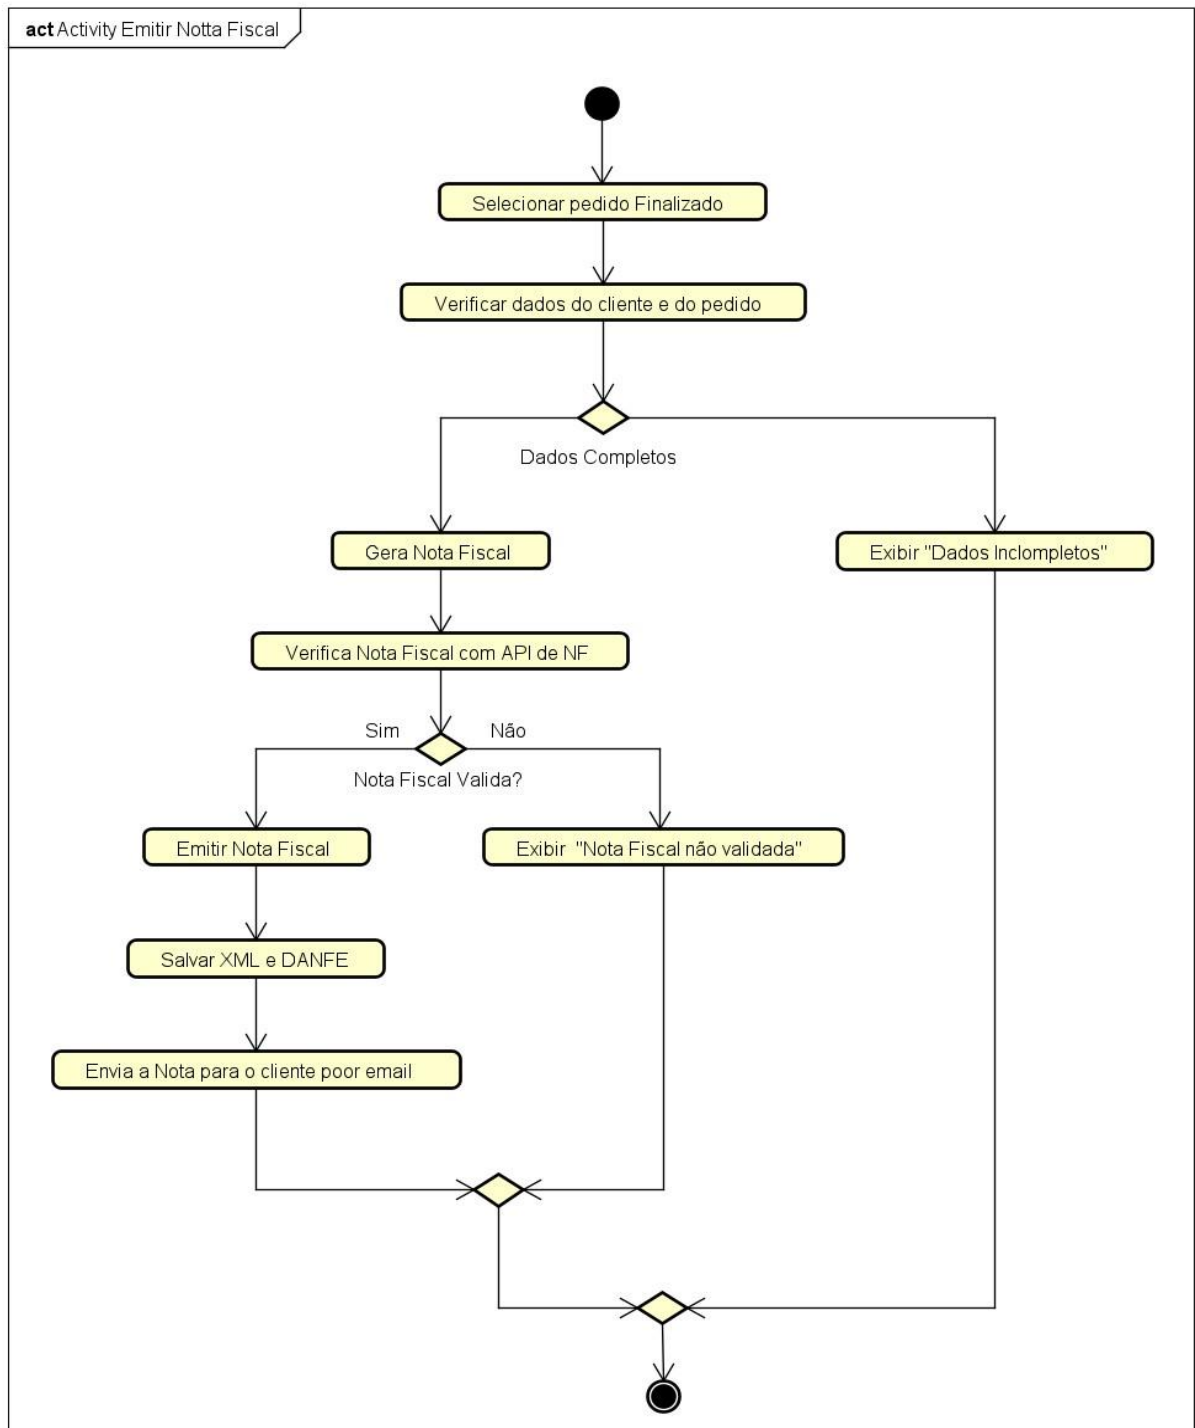 act Activity Emitir Notta Fiscal
Selecionar pedido Finalizado
Verificar dados do cliente e do pedido
Dados Completos
Gera Nota Fiscal
Exibir "Dados Inclompletos"
Verifica Nota Fiscal com API de NF
Sim
Não
Nota Fiscal Valida?
Emitir Nota Fiscal
Exibir "Nota Fiscal não validada"
Salvar XML e DANFE
Envia a Nota para o cliente poor email